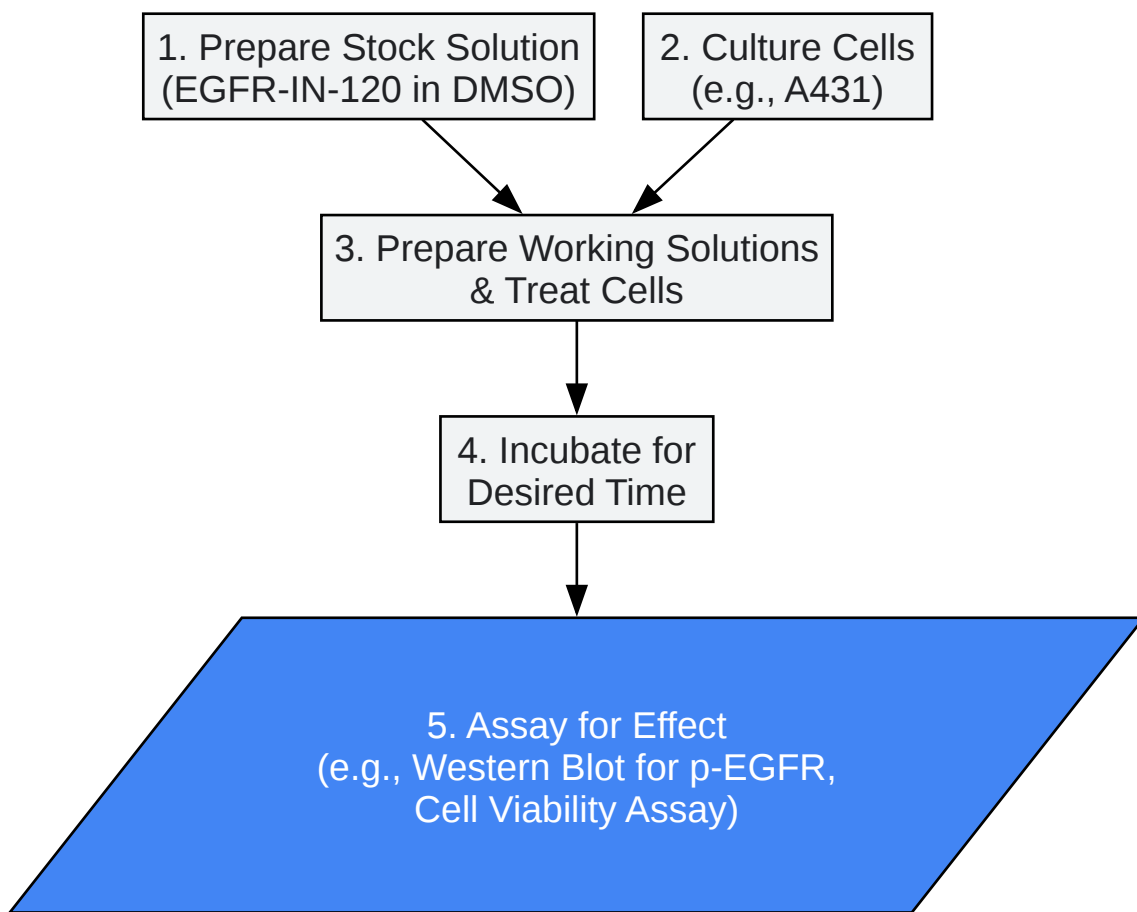 1. Prepare Stock Solution
(EGFR-IN-120 in DMSO)
2. Culture Cells
(e.g., A431)
3. Prepare Working Solutions
& Treat Cells
4. Incubate for
Desired Time
5. Assay for Effect
(e.g., Western Blot for p-EGFR,
Cell Viability Assay)